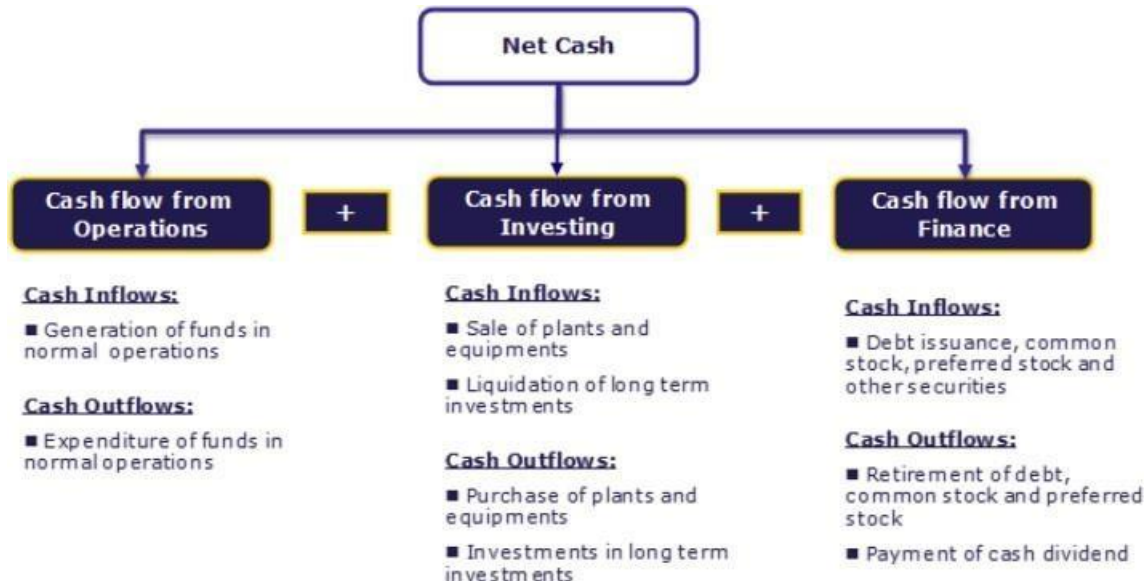 Net Cash
Cash flow from
Operations
+
Cash flow from
Investing
+
Cash flow from
Finance
Cash Inflows:
■ Generation of funds in
normal operations
Cash Outflows:
■ Expenditure of funds in
normal operations
Cash Inflows:
■ Sale of plants and
equipments
■ Liquidation of long term
investments
Cash Outflows:
■ Purchase of plants and
equipments
■ Investments in long term
investments
Cash Inflows:
■ Debt issuance, common
stock, preferred stock and
other securities
Cash Outflows:
■ Retirement of debt,
common stock and preferred
stock
■ Payment of cash dividend